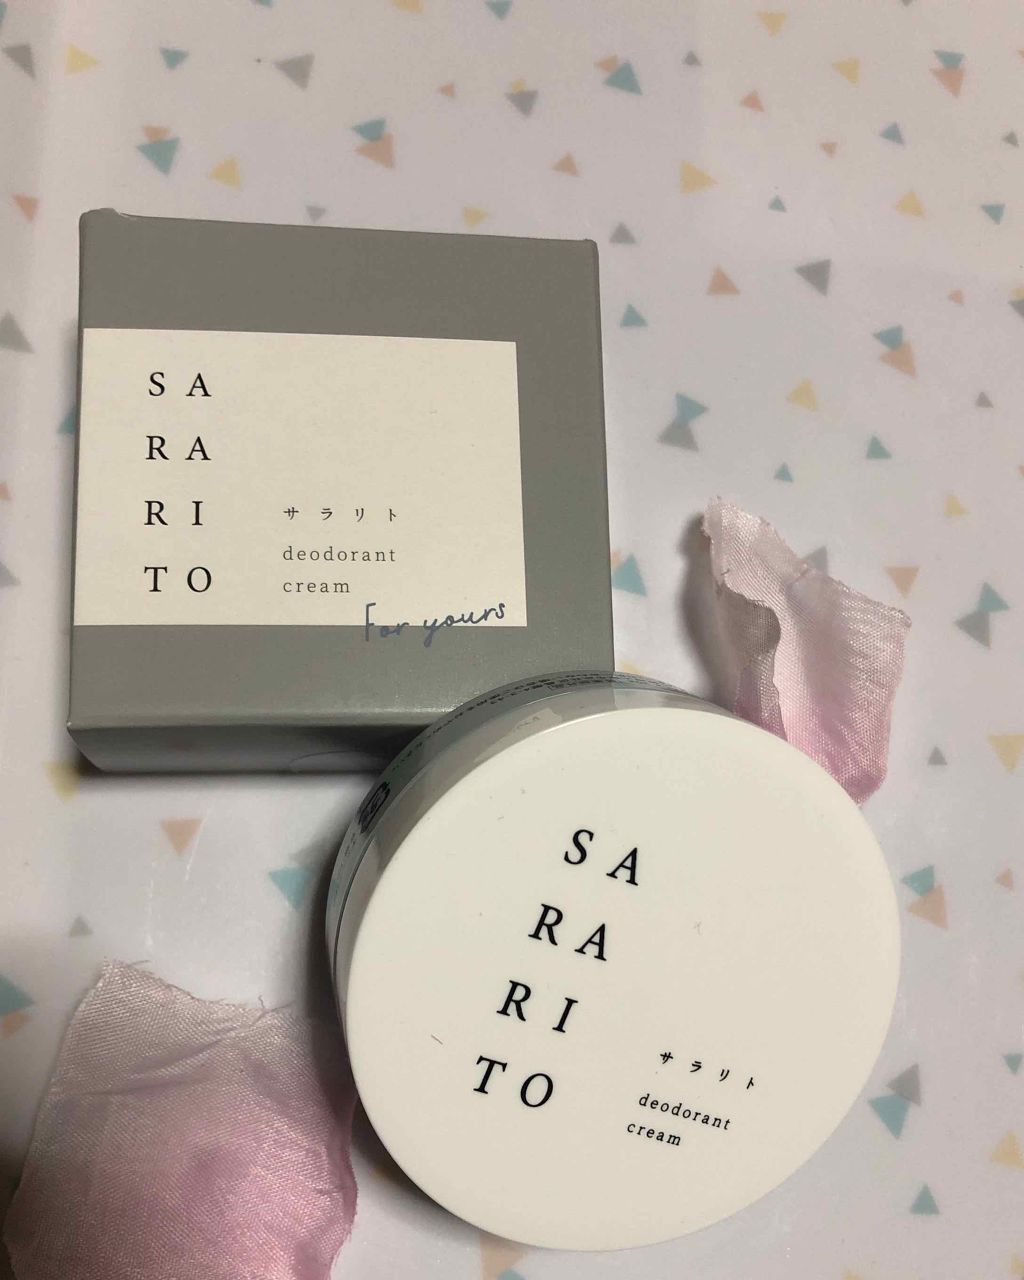 SA
RA
RI
TO
サラリト
deodorant
cream
For yours
SA
RA
RI
TO
サラリト
deodorant
cream